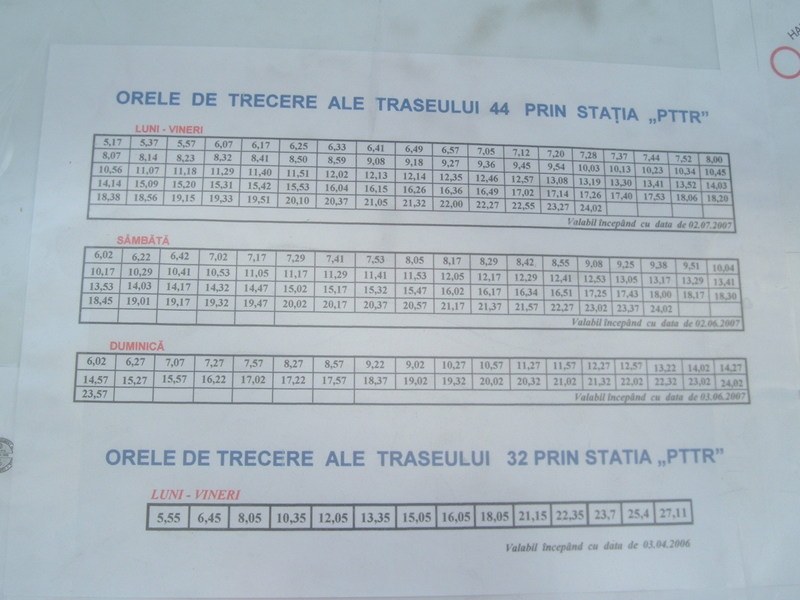 HA
ORELE DE TRECERE ALE TRASEULUI 44 PRIN STAȚIA „PTTR”
LUNI - VINERI
5,17 5,37 5,57 6,07 6,17 6,25 6,33 6,41 6,49 6,57 7,05 7,12 7,20 7,28 7,37 7,44 7,52 8,00
8,07 8,14 8,23 8,32 8,41 8,50 8,59 9,08 9,18 9,27 9,36 9,45 9,54 10,03 10,13 10,23 10,34 10,45
10,56 11,07 11,18 11,29 11,40 11,51 12,02 12,13 12,14 12,35 12,46 12,57 13,08 13,19 13,30 13,41 13,52 14,03
14,14 15,09 15,20 15,31 15,42 15,53 16,04 16,15 16,26 16,36 16,49 17,02 17,14 17,26 17,40 17,53 18,06 18,20
18,38 18,56 19,15 19,33 19,51 20,10 20,37 21,05 21,32 22,00 22,27 22,55 23,27 24,02
Valabil începând cu data de 02.07.2007
SÂMBĂTĂ
6,02 6,22 6,42 7,02 7,17 7,29 7,41 7,53 8,05 8,17 8,29 8,42 8,55 9,08 9,25 9,38 9,51 10,04
10,17 10,29 10,41 10,53 11,05 11,17 11,29 11,41 11,53 12,05 12,17 12,29 12,41 12,53 13,05 13,17 13,29 13,41
13,53 14,03 14,17 14,32 14,47 15,02 15,17 15,32 15,47 16,02 16,17 16,34 16,51 17,25 17,43 18,00 18,17 18,30
18,45 19,01 19,17 19,32 19,47 20,02 20,17 20,37 20,57 21,17 21,37 21,57 22,27 23,02 23,37 24,02
Valabil începând cu data de 02.06.2007
DUMINICĂ
6,02 6,27 7,07 7,27 7,57 8,27 8,57 9,22 9,02 10,27 10,57 11,27 11,57 12,27 12,57 13,22 14,02 14,27
14,57 15,27 15,57 16,22 17,02 17,22 17,57 18,37 19,02 19,32 20,02 20,32 21,02 21,32 22,02 22,32 23,02 24,02
23,57
Valabil începând cu data de 03.06.2007
ORELE DE TRECERE ALE TRASEULUI 32 PRIN STATIA „PTTR”
LUNI - VINERI
5,55 6,45 8,05 10,35 12,05 13,35 15,05 16,05 18,05 21,15 22,35 23,7 25,4 27,11
Valabil începând cu data de 03.04.2006